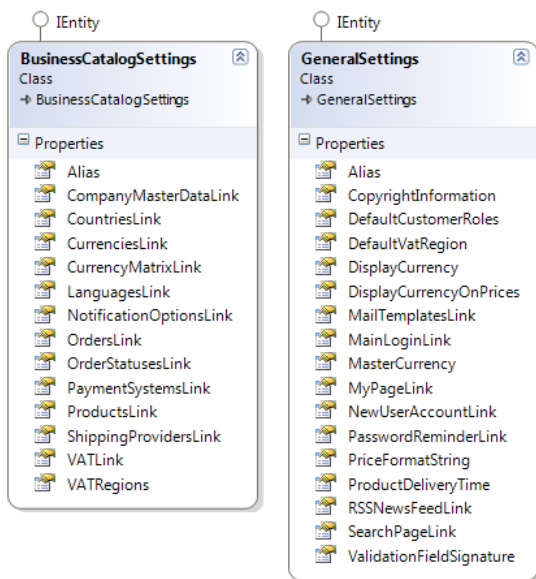 IEntity
BusinessCatalogSettings
Class
BusinessCatalogSettings
Properties
Alias
CompanyMasterDataLink
CountriesLink
CurrenciesLink
CurrencyMatrixLink
LanguagesLink
NotificationOptionsLink
OrdersLink
OrderStatusesLink
PaymentSystemsLink
ProductsLink
ShippingProvidersLink
VATLink
VATRegions
IEntity
GeneralSettings
Class
GeneralSettings
Properties
Alias
CopyrightInformation
DefaultCustomerRoles
DefaultVatRegion
DisplayCurrency
DisplayCurrencyOnPrices
MailTemplatesLink
MainLoginLink
MasterCurrency
MyPageLink
NewUserAccountLink
PasswordReminderLink
PriceFormatString
ProductDeliveryTime
RSSNewsFeedLink
SearchPageLink
ValidationFieldSignature